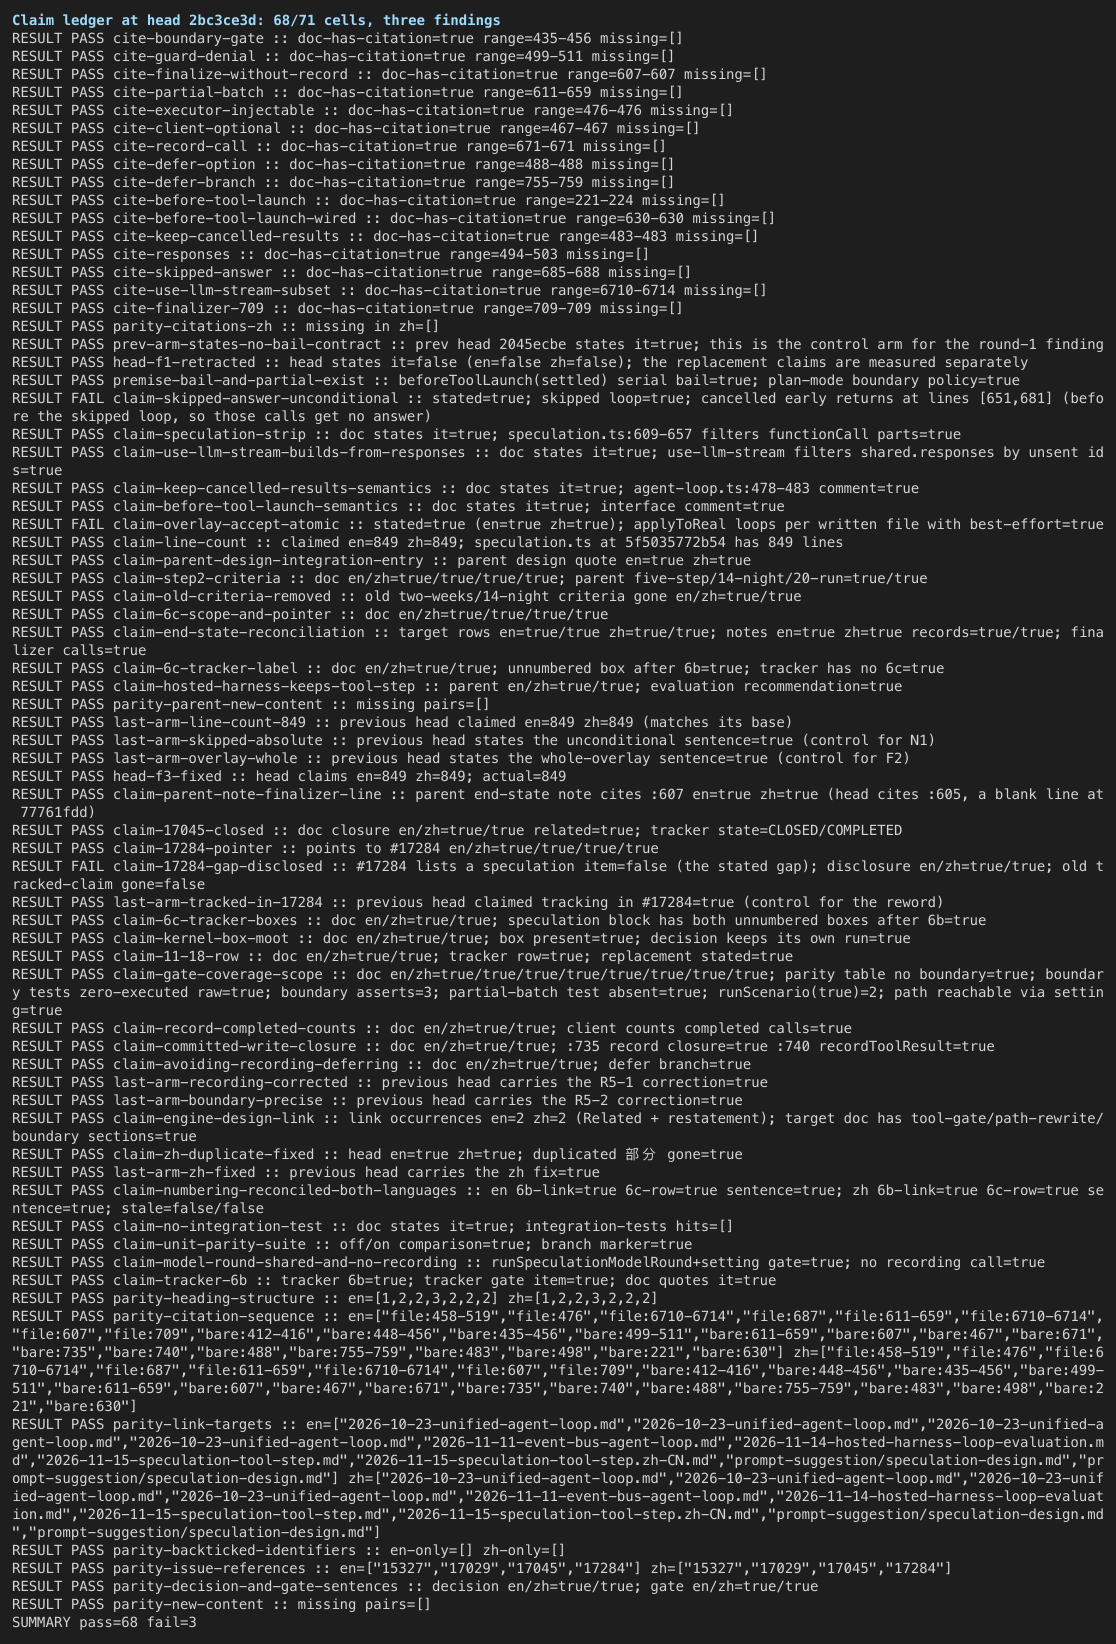 Claim ledger at head 2bc3ce3d: 68/71 cells, three findings
RESULT PASS cite-boundary-gate :: doc-has-citation=true range=435-456 missing=[]
RESULT PASS cite-guard-denial :: doc-has-citation=true range=499-511 missing=[]
RESULT PASS cite-finalize-without-record :: doc-has-citation=true range=607-607 missing=[]
RESULT PASS cite-partial-batch :: doc-has-citation=true range=611-659 missing=[]
RESULT PASS cite-executor-injectable :: doc-has-citation=true range=476-476 missing=[]
RESULT PASS cite-client-optional :: doc-has-citation=true range=467-467 missing=[]
RESULT PASS cite-record-call :: doc-has-citation=true range=671-671 missing=[]
RESULT PASS cite-defer-option :: doc-has-citation=true range=488-488 missing=[]
RESULT PASS cite-defer-branch :: doc-has-citation=true range=755-759 missing=[]
RESULT PASS cite-before-tool-launch :: doc-has-citation=true range=221-224 missing=[]
RESULT PASS cite-before-tool-launch-wired :: doc-has-citation=true range=630-630 missing=[]
RESULT PASS cite-keep-cancelled-results :: doc-has-citation=true range=483-483 missing=[]
RESULT PASS cite-responses :: doc-has-citation=true range=494-503 missing=[]
RESULT PASS cite-skipped-answer :: doc-has-citation=true range=685-688 missing=[]
RESULT PASS cite-use-llm-stream-subset :: doc-has-citation=true range=6710-6714 missing=[]
RESULT PASS cite-finalizer-709 :: doc-has-citation=true range=709-709 missing=[]
RESULT PASS parity-citations-zh :: missing in zh=[]
RESULT PASS prev-arm-states-no-bail-contract :: prev head 2045ecbe states it=true; this is the control arm for the round-1 finding
RESULT PASS head-f1-retracted :: head states it=false (en=false zh=false); the replacement claims are measured separately
RESULT PASS premise-bail-and-partial-exist :: beforeToolLaunch(settled) serial bail=true; plan-mode boundary policy=true
RESULT FAIL claim-skipped-answer-unconditional :: stated=true; skipped loop=true; cancelled early returns at lines [651,681] (befo
re the skipped loop, so those calls get no answer)
RESULT PASS claim-speculation-strip :: doc states it=true; speculation.ts:609-657 filters functionCall parts=true
RESULT PASS claim-use-llm-stream-builds-from-responses :: doc states it=true; use-llm-stream filters shared.responses by unsent id
s=true
RESULT PASS claim-keep-cancelled-results-semantics :: doc states it=true; agent-loop.ts:478-483 comment=true
RESULT PASS claim-before-tool-launch-semantics :: doc states it=true; interface comment=true
RESULT FAIL claim-overlay-accept-atomic :: stated=true (en=true zh=true); applyToReal loops per written file with best-effort=true
RESULT PASS claim-line-count :: claimed en=849 zh=849; speculation.ts at 5f5035772b54 has 849 lines
RESULT PASS claim-parent-design-integration-entry :: parent design quote en=true zh=true
RESULT PASS claim-step2-criteria :: doc en/zh=true/true/true/true; parent five-step/14-night/20-run=true/true
RESULT PASS claim-old-criteria-removed :: old two-weeks/14-night criteria gone en/zh=true/true
RESULT PASS claim-6c-scope-and-pointer :: doc en/zh=true/true/true/true
RESULT PASS claim-end-state-reconciliation :: target rows en=true/true zh=true/true; notes en=true zh=true records=true/true; fina
lizer calls=true
RESULT PASS claim-6c-tracker-label :: doc en/zh=true/true; unnumbered box after 6b=true; tracker has no 6c=true
RESULT PASS claim-hosted-harness-keeps-tool-step :: parent en/zh=true/true; evaluation recommendation=true
RESULT PASS parity-parent-new-content :: missing pairs=[]
RESULT PASS last-arm-line-count-849 :: previous head claimed en=849 zh=849 (matches its base)
RESULT PASS last-arm-skipped-absolute :: previous head states the unconditional sentence=true (control for N1)
RESULT PASS last-arm-overlay-whole :: previous head states the whole-overlay sentence=true (control for F2)
RESULT PASS head-f3-fixed :: head claims en=849 zh=849; actual=849
RESULT PASS claim-parent-note-finalizer-line :: parent end-state note cites :607 en=true zh=true (head cites :605, a blank line at
 77761fdd)
RESULT PASS claim-17045-closed :: doc closure en/zh=true/true related=true; tracker state=CLOSED/COMPLETED
RESULT PASS claim-17284-pointer :: points to #17284 en/zh=true/true/true/true
RESULT FAIL claim-17284-gap-disclosed :: #17284 lists a speculation item=false (the stated gap); disclosure en/zh=true/true; old t
racked-claim gone=false
RESULT PASS last-arm-tracked-in-17284 :: previous head claimed tracking in #17284=true (control for the reword)
RESULT PASS claim-6c-tracker-boxes :: doc en/zh=true/true; speculation block has both unnumbered boxes after 6b=true
RESULT PASS claim-kernel-box-moot :: doc en/zh=true/true; box present=true; decision keeps its own run=true
RESULT PASS claim-11-18-row :: doc en/zh=true/true; tracker row=true; replacement stated=true
RESULT PASS claim-gate-coverage-scope :: doc en/zh=true/true/true/true/true/true/true/true; parity table no boundary=true; boundar
y tests zero-executed raw=true; boundary asserts=3; partial-batch test absent=true; runScenario(true)=2; path reachable via settin
g=true
RESULT PASS claim-record-completed-counts :: doc en/zh=true/true; client counts completed calls=true
RESULT PASS claim-committed-write-closure :: doc en/zh=true/true; :735 record closure=true :740 recordToolResult=true
RESULT PASS claim-avoiding-recording-deferring :: doc en/zh=true/true; defer branch=true
RESULT PASS last-arm-recording-corrected :: previous head carries the R5-1 correction=true
RESULT PASS last-arm-boundary-precise :: previous head carries the R5-2 correction=true
RESULT PASS claim-engine-design-link :: link occurrences en=2 zh=2 (Related + restatement); target doc has tool-gate/path-rewrite/
boundary sections=true
RESULT PASS claim-zh-duplicate-fixed :: head en=true zh=true; duplicated 部分 gone=true
RESULT PASS last-arm-zh-fixed :: previous head carries the zh fix=true
RESULT PASS claim-numbering-reconciled-both-languages :: en 6b-link=true 6c-row=true sentence=true; zh 6b-link=true 6c-row=true se
ntence=true; stale=false/false
RESULT PASS claim-no-integration-test :: doc states it=true; integration-tests hits=[]
RESULT PASS claim-unit-parity-suite :: off/on comparison=true; branch marker=true
RESULT PASS claim-model-round-shared-and-no-recording :: runSpeculationModelRound+setting gate=true; no recording call=true
RESULT PASS claim-tracker-6b :: tracker 6b=true; tracker gate item=true; doc quotes it=true
RESULT PASS parity-heading-structure :: en=[1,2,2,3,2,2,2] zh=[1,2,2,3,2,2,2]
RESULT PASS parity-citation-sequence :: en=["file:458-519","file:476","file:6710-6714","file:687","file:611-659","file:6710-6714",
"file:607","file:709","bare:412-416","bare:448-456","bare:435-456","bare:499-511","bare:611-659","bare:607","bare:467","bare:671",
"bare:735","bare:740","bare:488","bare:755-759","bare:483","bare:498","bare:221","bare:630"] zh=["file:458-519","file:476","file:6
710-6714","file:687","file:611-659","file:6710-6714","file:607","file:709","bare:412-416","bare:448-456","bare:435-456","bare:499-
511","bare:611-659","bare:607","bare:467","bare:671","bare:735","bare:740","bare:488","bare:755-759","bare:483","bare:498","bare:2
21","bare:630"]
RESULT PASS parity-link-targets :: en=["2026-10-23-unified-agent-loop.md","2026-10-23-unified-agent-loop.md","2026-10-23-unified-a
gent-loop.md","2026-10-23-unified-agent-loop.md","2026-11-11-event-bus-agent-loop.md","2026-11-14-hosted-harness-loop-evaluation.m
d","2026-11-15-speculation-tool-step.md","2026-11-15-speculation-tool-step.zh-CN.md","prompt-suggestion/speculation-design.md","pr
ompt-suggestion/speculation-design.md"] zh=["2026-10-23-unified-agent-loop.md","2026-10-23-unified-agent-loop.md","2026-10-23-unif
ied-agent-loop.md","2026-10-23-unified-agent-loop.md","2026-11-11-event-bus-agent-loop.md","2026-11-14-hosted-harness-loop-evaluat
ion.md","2026-11-15-speculation-tool-step.md","2026-11-15-speculation-tool-step.zh-CN.md","prompt-suggestion/speculation-design.md
","prompt-suggestion/speculation-design.md"]
RESULT PASS parity-backticked-identifiers :: en-only=[] zh-only=[]
RESULT PASS parity-issue-references :: en=["15327","17029","17045","17284"] zh=["15327","17029","17045","17284"]
RESULT PASS parity-decision-and-gate-sentences :: decision en/zh=true/true; gate en/zh=true/true
RESULT PASS parity-new-content :: missing pairs=[]
SUMMARY pass=68 fail=3